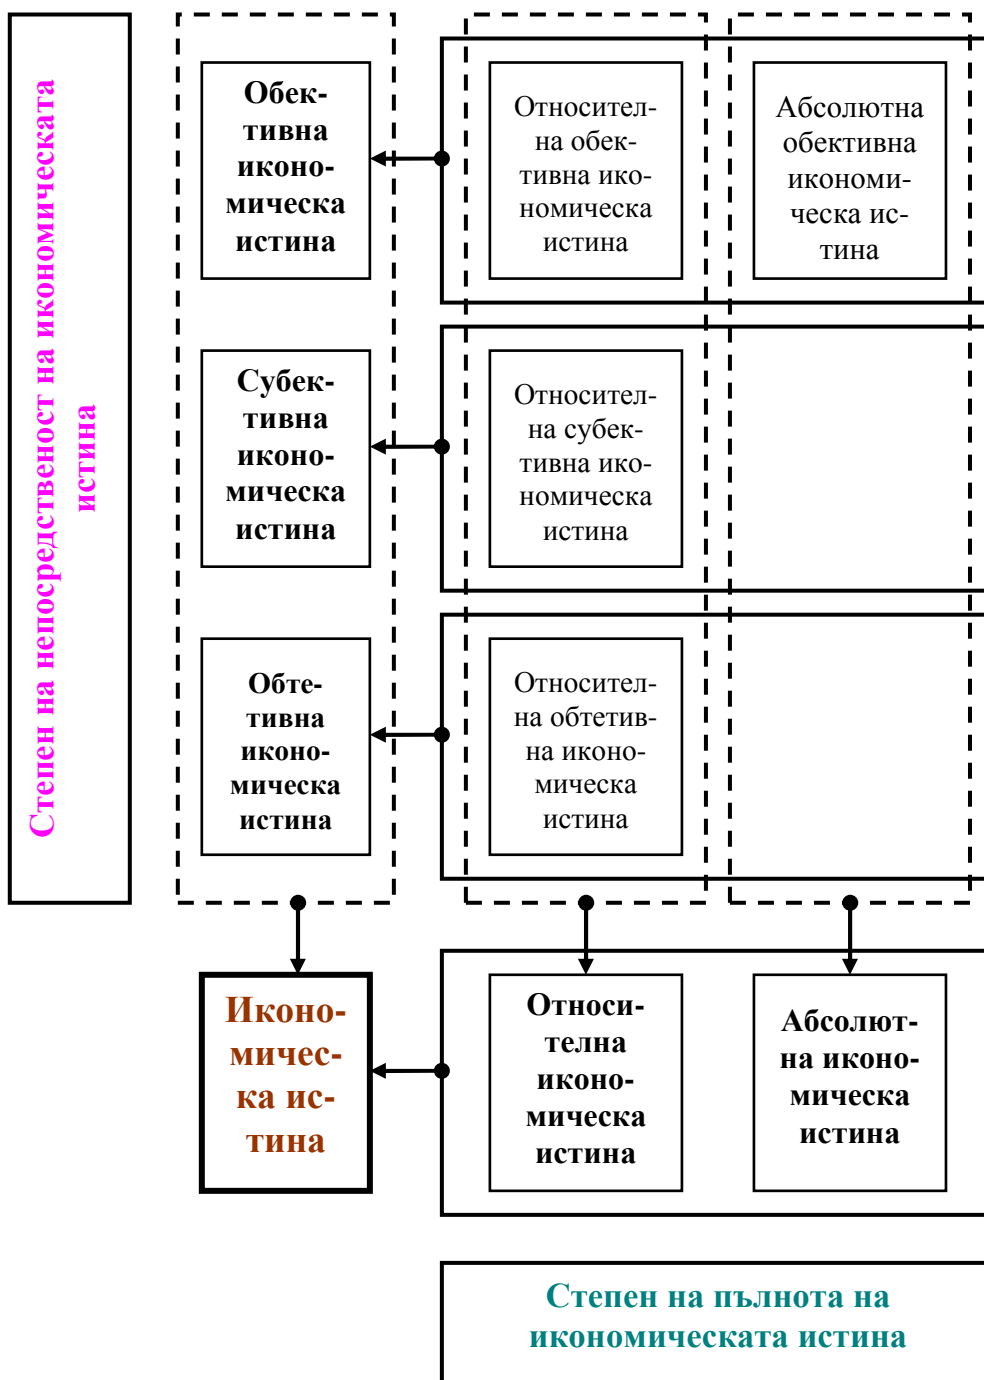 Степен на непосредственост на икономическата
истина
Обек-
тивна
иконо-
мическа
истина
Относител-
на обек-
тивна ико-
номическа
истина
Абсолютна
обективна
икономи-
ческа ис-
тина
Субек-
тивна
иконо-
мическа
истина
Относител-
на субек-
тивна ико-
номическа
истина
Обте-
тивна
иконо-
мическа
истина
Относител-
на обтетив-
на иконо-
мическа
истина
Иконо-
мичес-
ка ис-
тина
Относи-
телна
иконо-
мическа
истина
Абсолют-
на иконо-
мическа
истина
Степен на пълнота на
икономическата истина